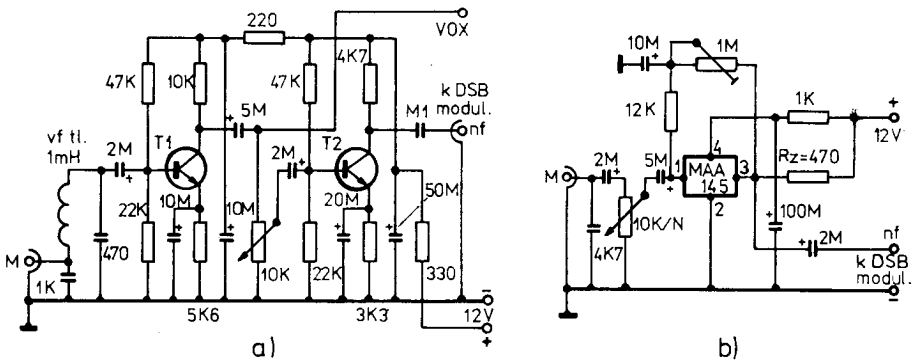 220
VOX
47K
10K
47K
4K7
k DSB
modul.
nf
M1
5M
+
vf tl.
1mH
2M
+
T1
2M
+
T2
10M
+
22K
470
10M
+
20M
+
50M
+
M
1K
10K
22K
330
5K6
3K3
−
12V
+
a)
10M
+
1M
12K
1K
+
12V
4
MAA
145
1
3
2
Rz=470
M
2M
+
5M
+
10K/N
4K7
100M
+
2M
+
nf
k DSB
modul.
−
b)